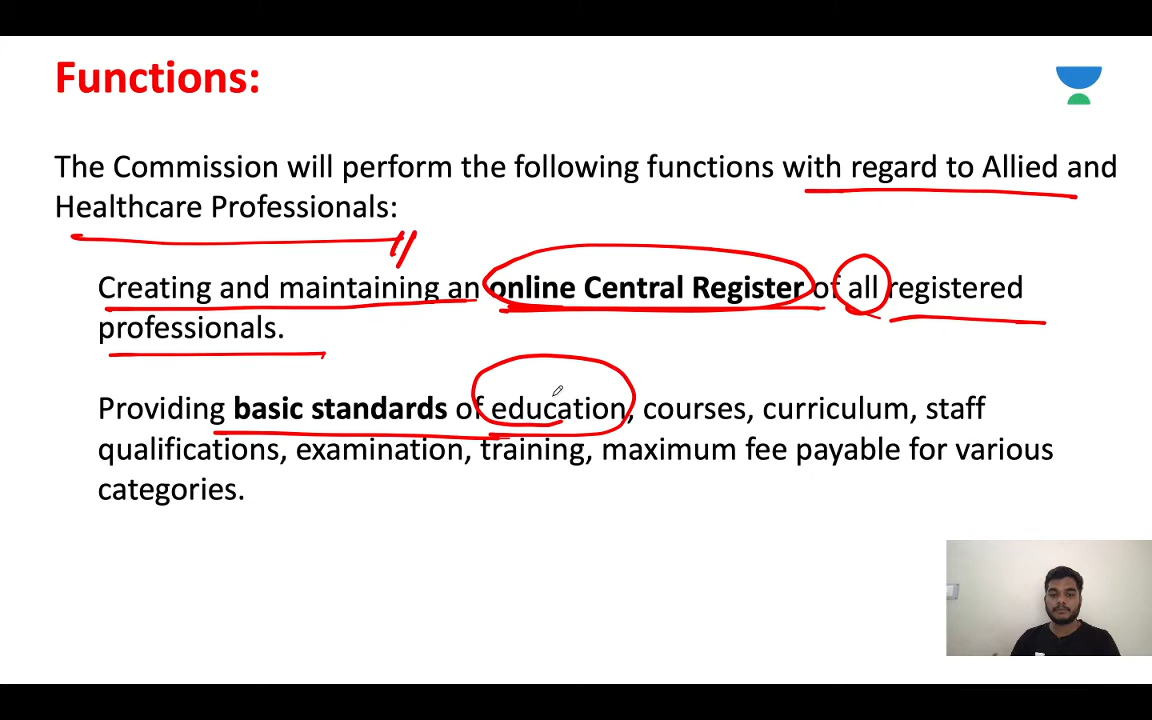 Functions:
The Commission will perform the following functions with regard to Allied and
Healthcare Professionals:
Creating and maintaining an online Central Register of all registered
professionals.
Providing basic standards of education, courses, curriculum, staff
qualifications, examination, training, maximum fee payable for various
categories.